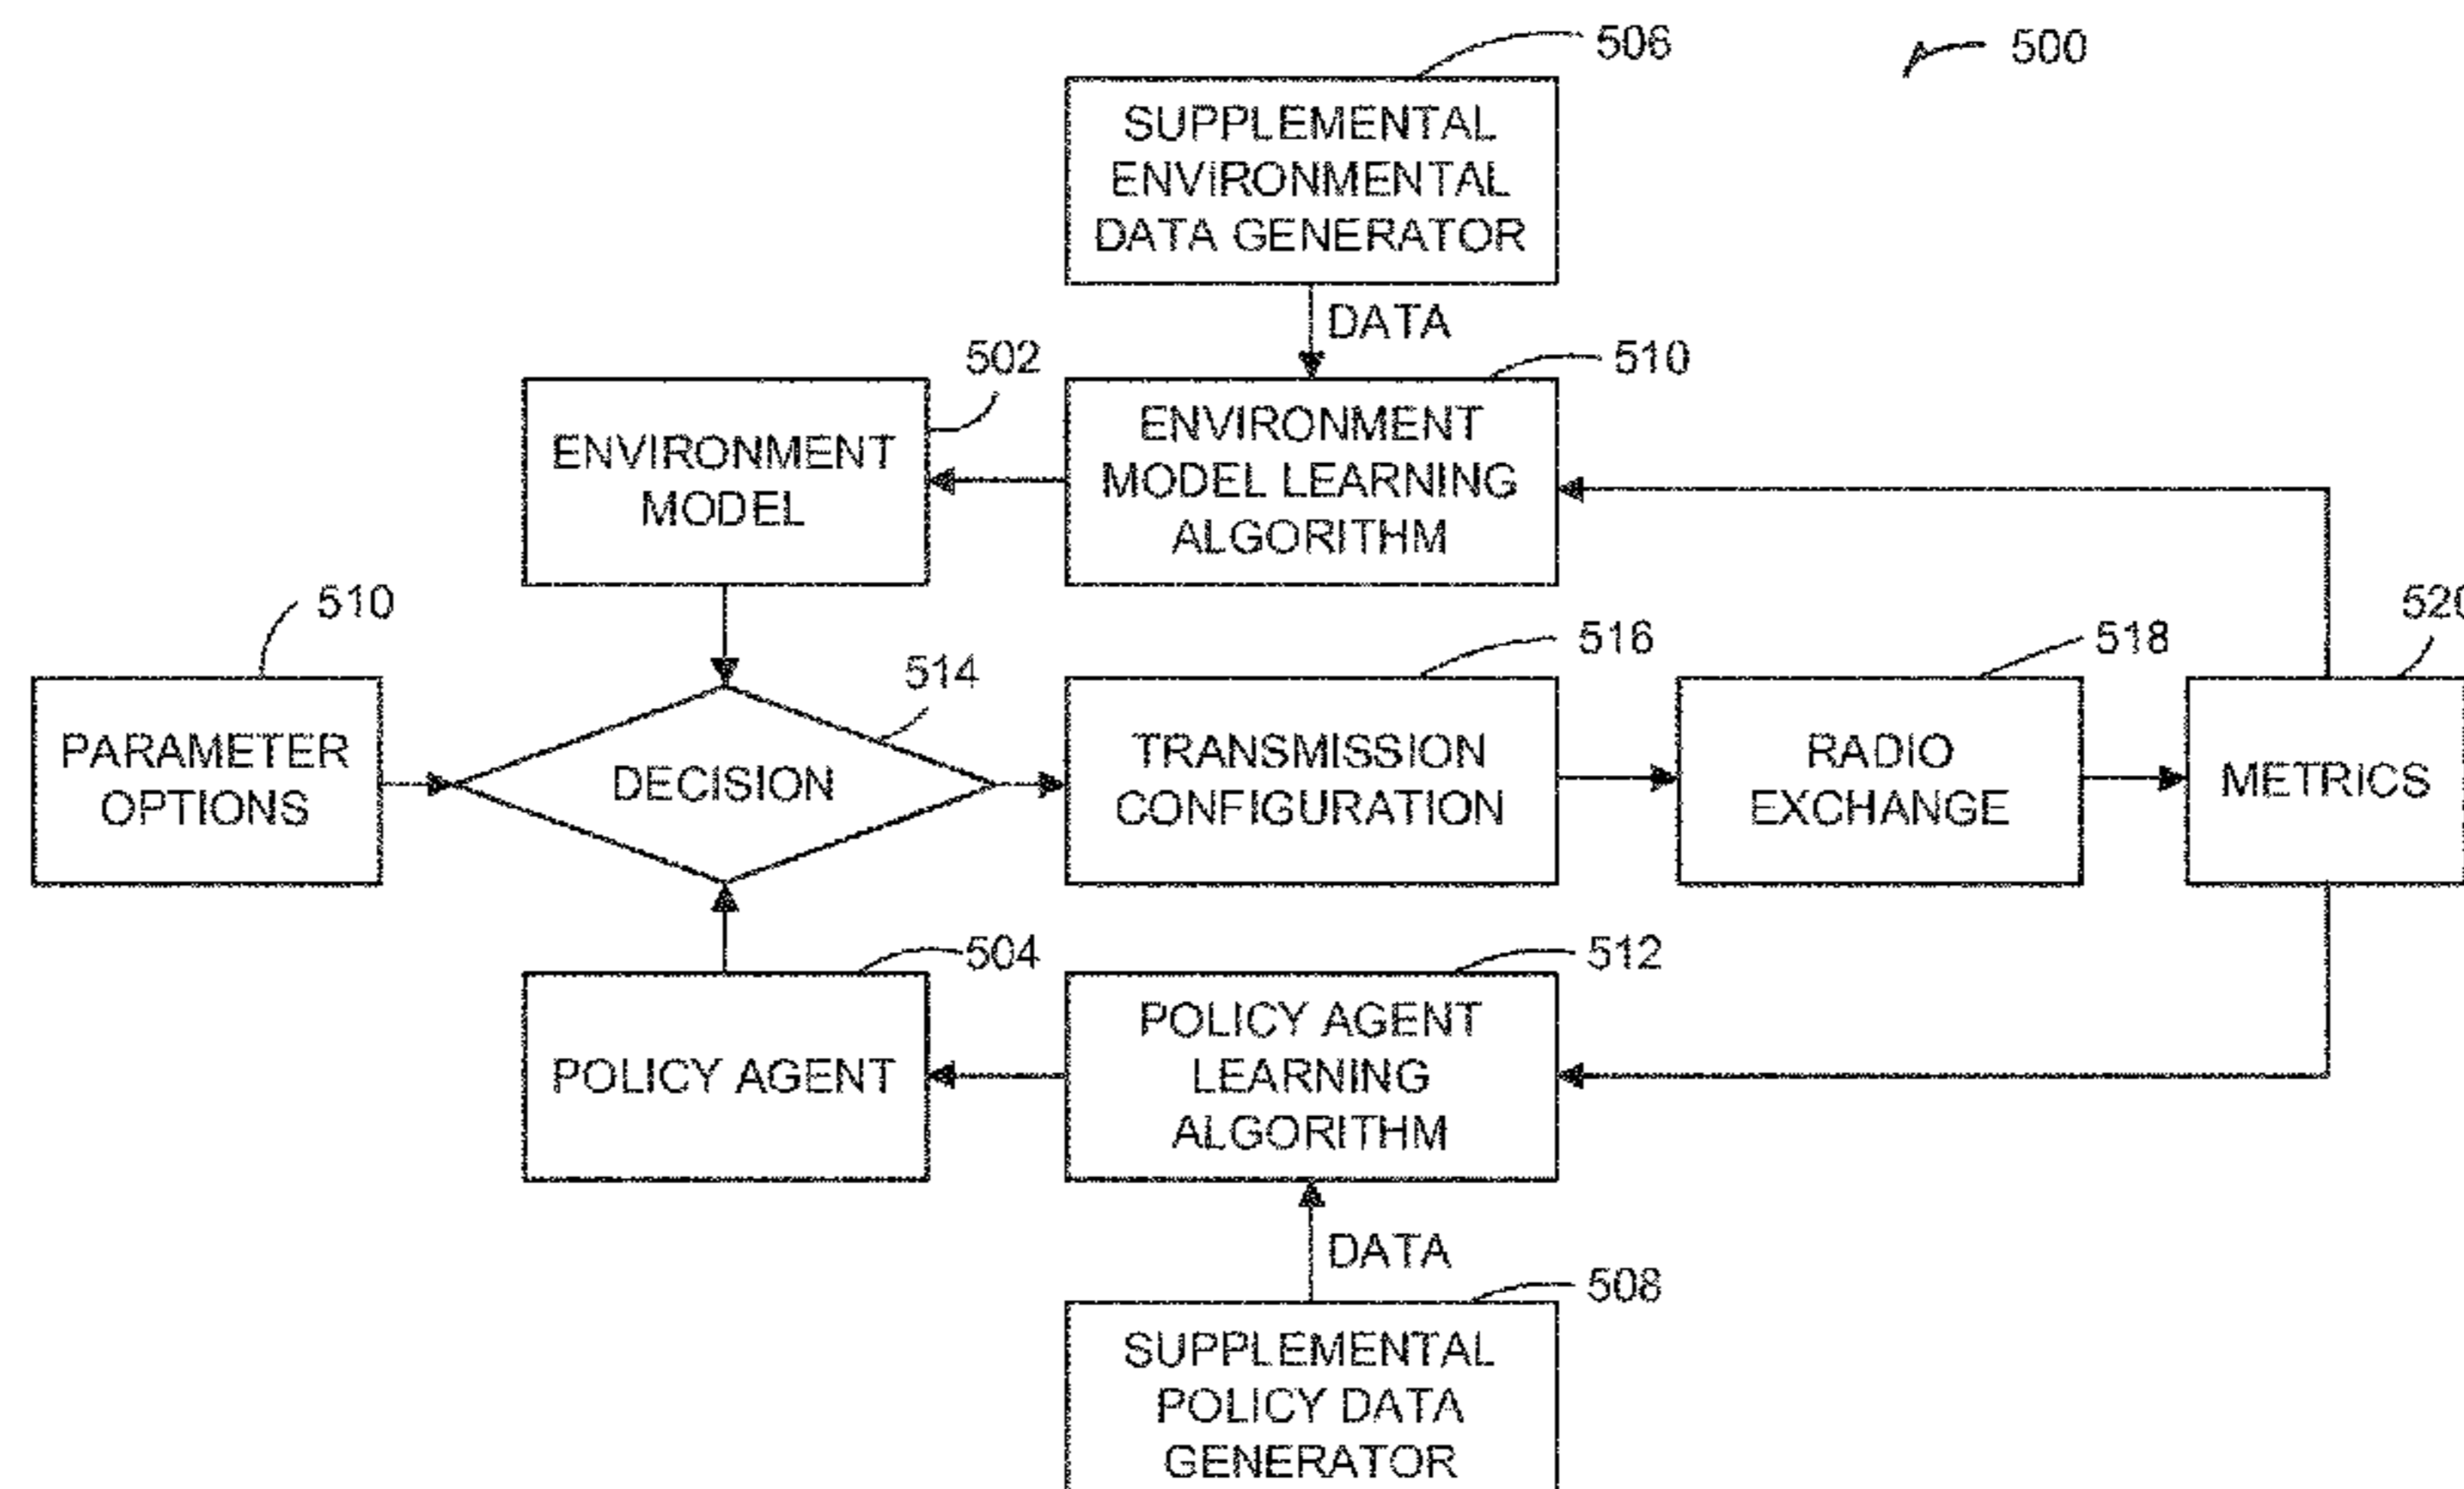 506
500
SUPPLEMENTAL
ENVIRONMENTAL
DATA GENERATOR
DATA
502
510
ENVIRONMENT
MODEL
ENVIRONMENT
MODEL LEARNING
ALGORITHM
510
514
516
518
520
PARAMETER
OPTIONS
DECISION
TRANSMISSION
CONFIGURATION
RADIO
EXCHANGE
METRICS
504
512
POLICY AGENT
POLICY AGENT
LEARNING
ALGORITHM
DATA
508
SUPPLEMENTAL
POLICY DATA
GENERATOR